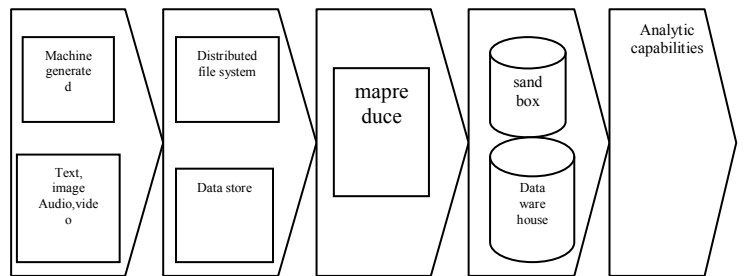 Machine
generate
d
Text,
image
Audio,vide
o
Distributed
file system
Data store
mapre
duce
sand
box
Data
ware
house
Analytic
capabilities